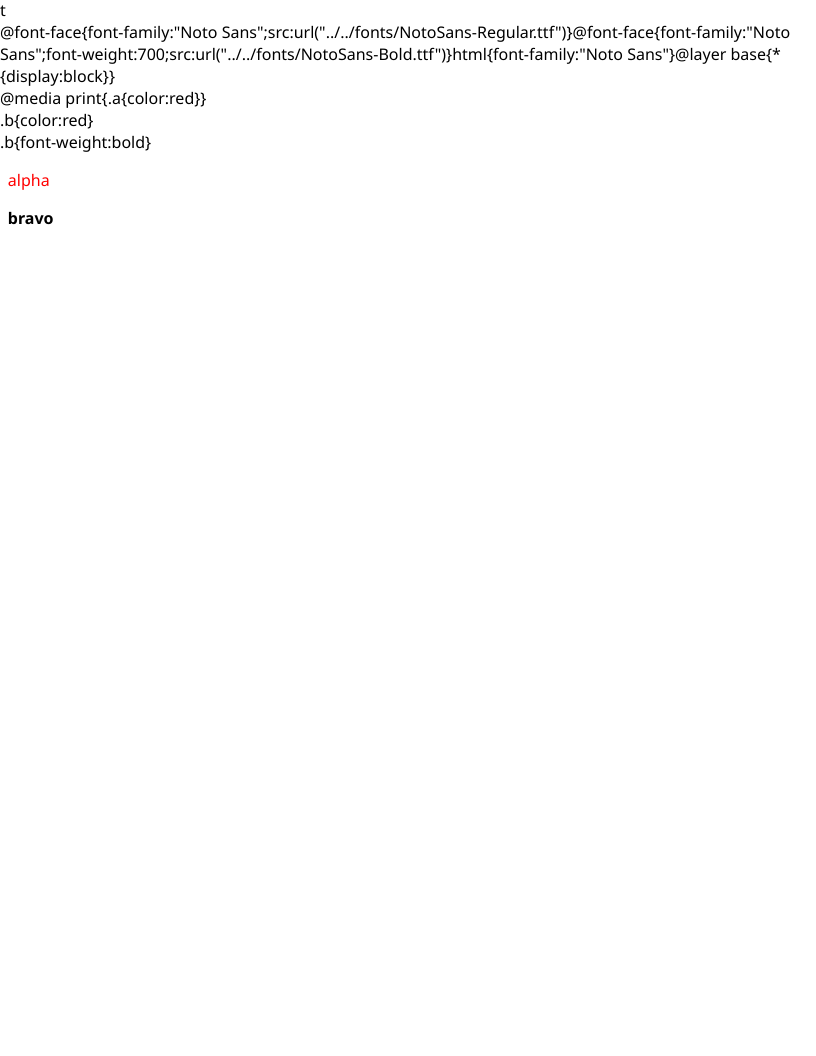 t
@font-face{font-family:"Noto Sans";src:url("../../fonts/NotoSans-Regular.ttf")}@font-face{font-family:"Noto
Sans";font-weight:700;src:url("../../fonts/NotoSans-Bold.ttf")}html{font-family:"Noto Sans"}@layer base{*
{display:block}}
@media print{.a{color:red}}
.b{color:red}
.b{font-weight:bold}
alpha
bravo